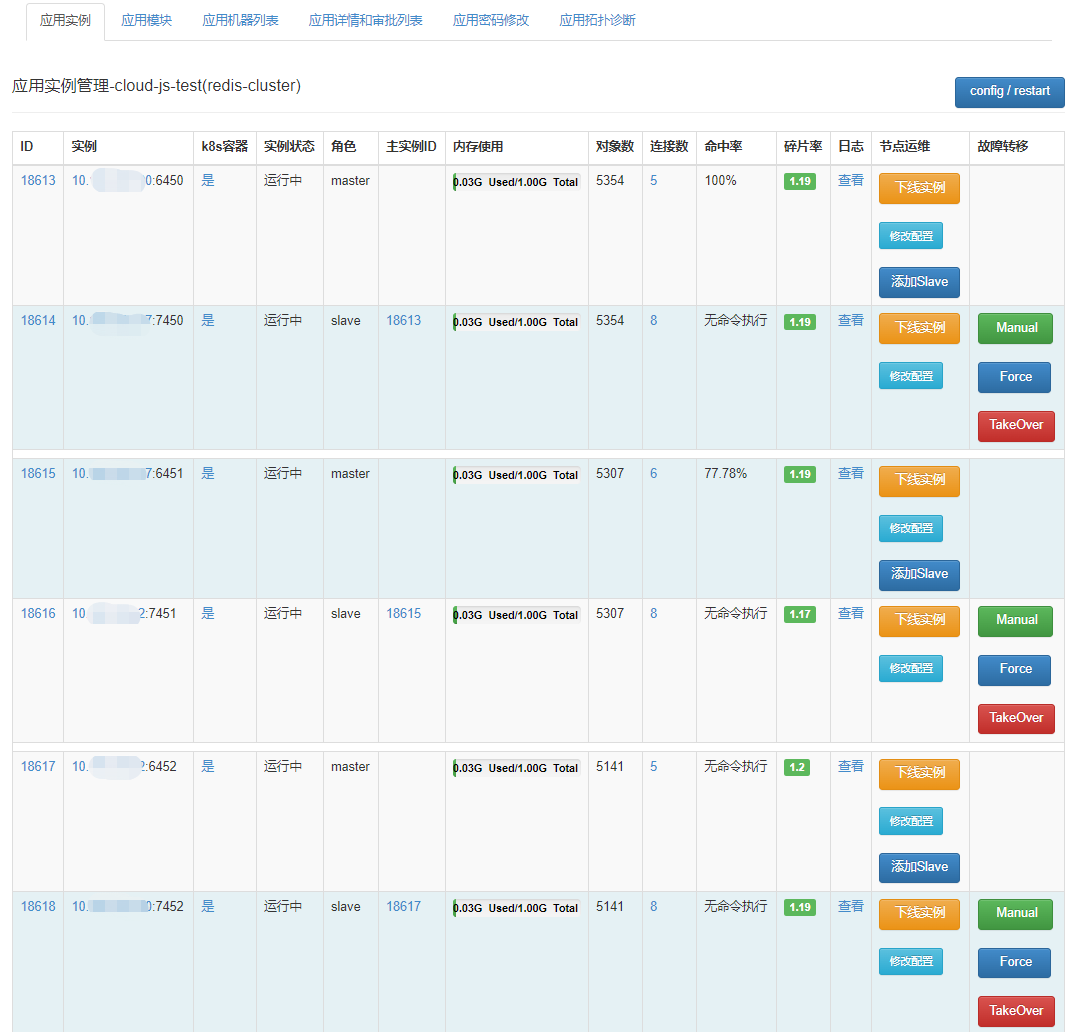 应用实例 应用模块 应用机器列表 应用详情和审批列表 应用密码修改 应用拓扑诊断
应用实例管理-cloud-js-test(redis-cluster)
config / restart
ID 实例 k8s容器 实例状态 角色 主实例ID 内存使用 对象数 连接数 命中率 碎片率 日志 节点运维 故障转移
18613 10. 0:6450 是 运行中 master 0.03G Used/1.00G Total 5354 5 100% 1.19 查看 下线实例
修改配置
添加Slave
18614 10. 7:7450 是 运行中 slave 18613 0.03G Used/1.00G Total 5354 8 无命令执行 1.19 查看 下线实例 Manual
修改配置 Force
TakeOver
18615 10. 7:6451 是 运行中 master 0.03G Used/1.00G Total 5307 6 77.78% 1.19 查看 下线实例
修改配置
添加Slave
18616 10. 2:7451 是 运行中 slave 18615 0.03G Used/1.00G Total 5307 8 无命令执行 1.17 查看 下线实例 Manual
修改配置 Force
TakeOver
18617 10. 2:6452 是 运行中 master 0.03G Used/1.00G Total 5141 5 无命令执行 1.2 查看 下线实例
修改配置
添加Slave
18618 10. 0:7452 是 运行中 slave 18617 0.03G Used/1.00G Total 5141 8 无命令执行 1.19 查看 下线实例 Manual
修改配置 Force
TakeOver